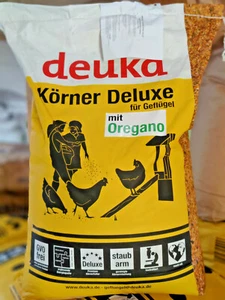 deuka
Körner Deluxe
für Geflügel
mit
Oregano
gvo
frei
Deluxe
staub
arm
www.deuka.de